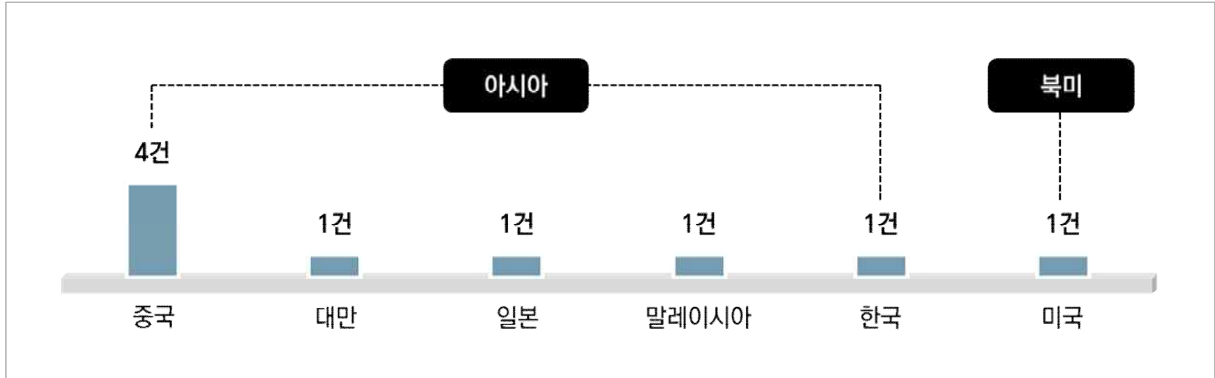 아시아 북미
4건
1건 1건 1건 1건 1건
중국 대만 일본 말레이시아 한국 미국